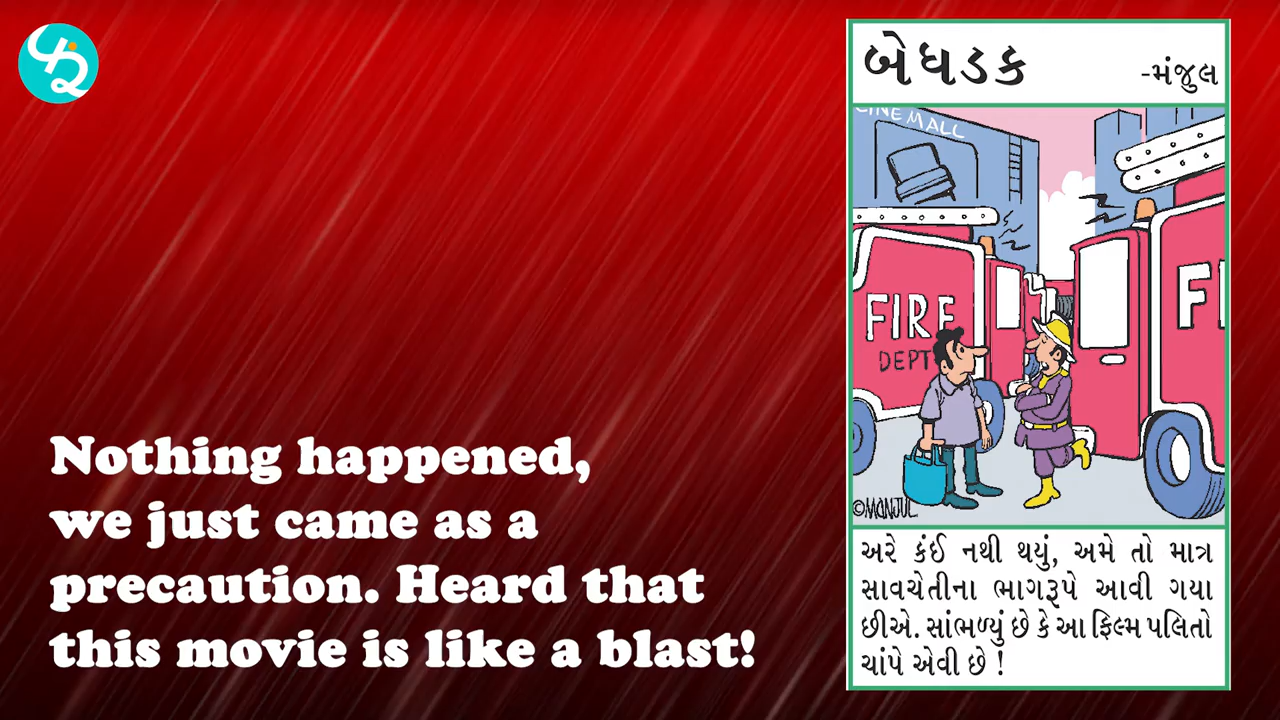 Nothing happened,
we just came as a
precaution. Heard that
this movie is like a blast!
બેધડક
-મંજુલ
CINE MALL
FIRE
DEPT
F
©MANJUL
અરે કંઈ નથી થયું, અમે તો માત્ર
સાવચેતીના ભાગરૂપે આવી ગયા
છીએ. સાંભળ્યું છે કે આ ફિલ્મ પલિતો
ચાંપે એવી છે !